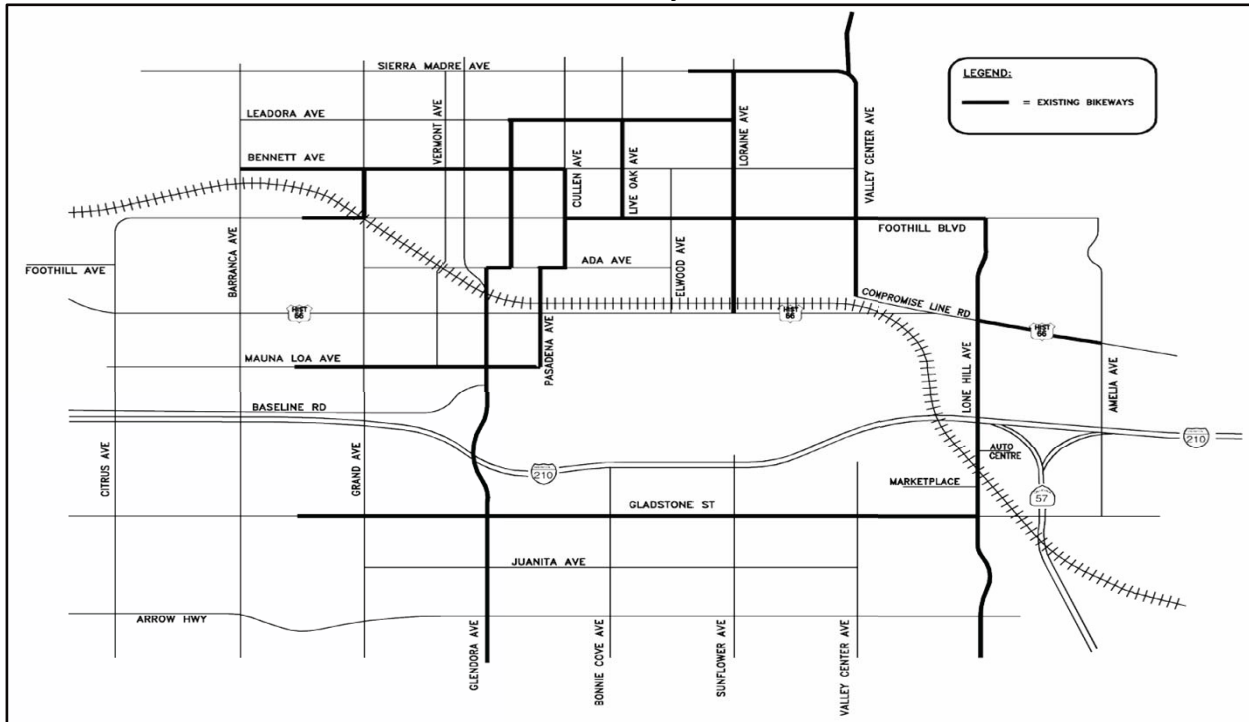 SIERRA MADRE AVE
LEGEND:
= EXISTING BIKEWAYS
LEADORA AVE
VERMONT AVE
BENNETT AVE
CULLEN AVE
LIVE OAK AVE
LORAINE AVE
VALLEY CENTER AVE
FOOTHILL BLVD
BARRANCA AVE
FOOTHILL AVE
ADA AVE
ELWOOD AVE
COMPROMISE LINE RD
HIST
66
HIST
66
HIST
66
MAUNA LOA AVE
PASADENA AVE
LONE HILL AVE
AMELIA AVE
BASELINE RD
CITRUS AVE
GRAND AVE
210
210
AUTO
CENTRE
MARKETPLACE
57
GLADSTONE ST
JUANITA AVE
ARROW HWY
GLENDORA AVE
BONNIE COVE AVE
SUNFLOWER AVE
VALLEY CENTER AVE